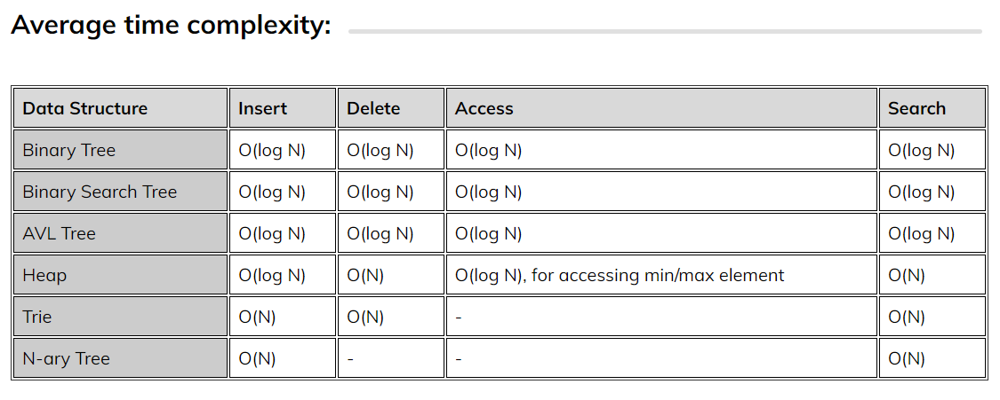 Average time complexity:
Data Structure Insert Delete Access Search
Binary Tree O(log N) O(log N) O(log N) O(log N)
Binary Search Tree O(log N) O(log N) O(log N) O(log N)
AVL Tree O(log N) O(log N) O(log N) O(log N)
Heap O(log N) O(N) O(log N), for accessing min/max element O(N)
Trie O(N) O(N) - O(N)
N-ary Tree O(N) - - O(N)